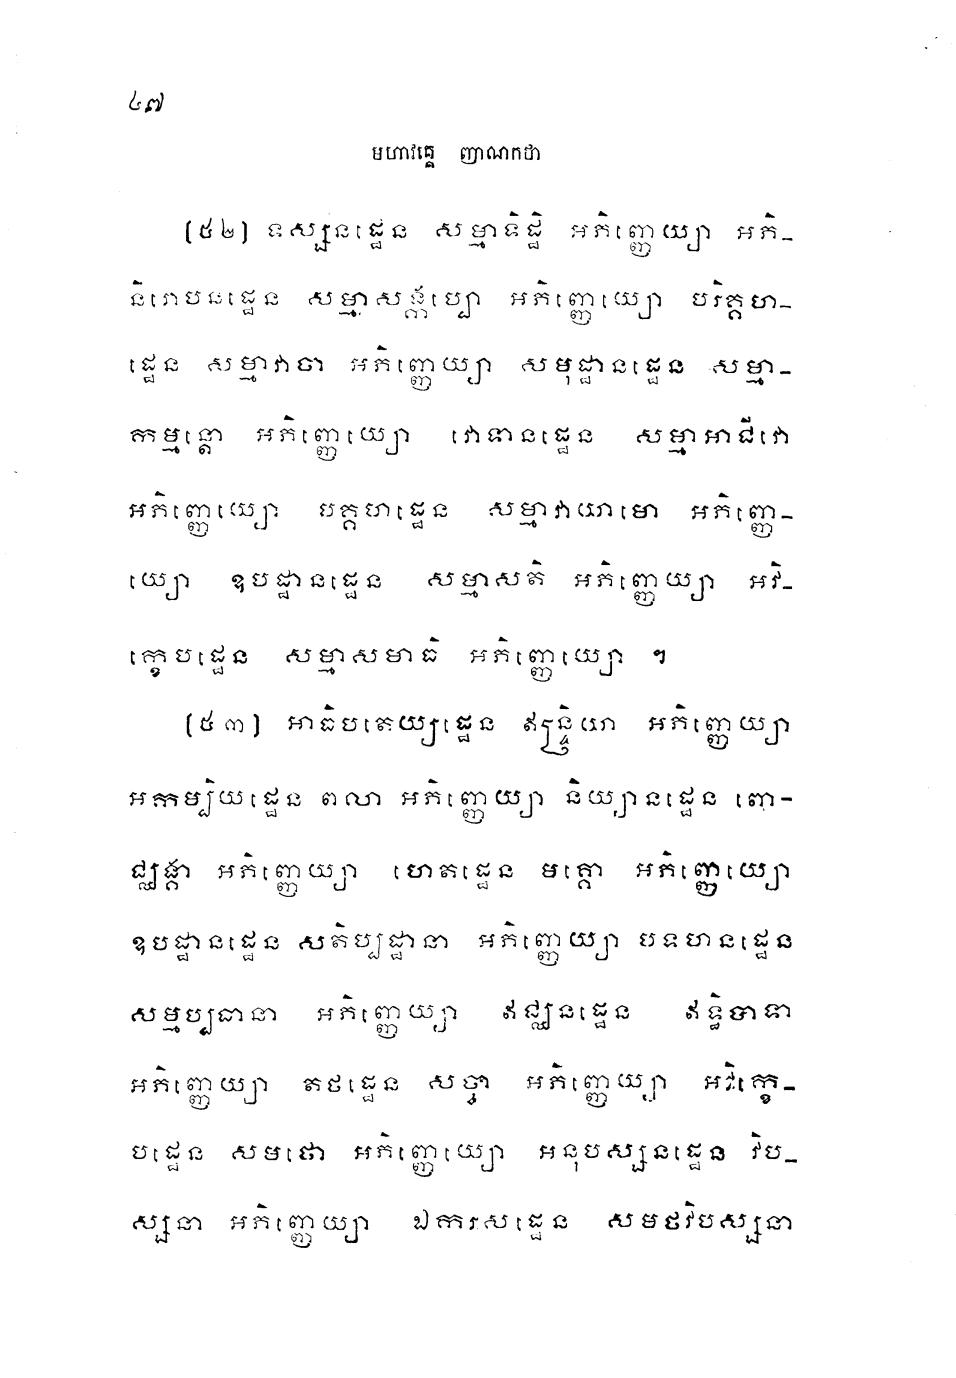 ៤៧
មហាវគ្គេ ញាណកថា
(៥២) ទស្សនដ្ឋេន សម្មាទិដ្ឋិ អភិញ្ញេយ្យា អភិ-
និរោបនដ្ឋេន សម្មាសង្កប្បោ អភិញ្ញេយ្យោ បរិគ្គហ-
ដ្ឋេន សម្មាវាចា អភិញ្ញេយ្យា សមុដ្ឋានដ្ឋេន សម្មា-
កម្មន្តោ អភិញ្ញេយ្យោ វោទានដ្ឋេន សម្មាអាជីវោ
អភិញ្ញេយ្យោ បគ្គហដ្ឋេន សម្មាវាយាមោ អភិញ្ញេ-
យ្យោ ឧបដ្ឋានដ្ឋេន សម្មាសតិ អភិញ្ញេយ្យា អវិ-
ក្ខេបដ្ឋេន សម្មាសមាធិ អភិញ្ញេយ្យោ ។
(៥៣) អាធិបតេយ្យដ្ឋេន ឥន្ទ្រិយា អភិញ្ញេយ្យា
អកម្បិយដ្ឋេន ពលា អភិញ្ញេយ្យា និយ្យានដ្ឋេន ពោ-
ជ្ឈង្គា អភិញ្ញេយ្យា ហេតដ្ឋេន មគ្គោ អភិញ្ញេយ្យោ
ឧបដ្ឋានដ្ឋេន សតិប្បដ្ឋានា អភិញ្ញេយ្យា បទហនដ្ឋេន
សម្មប្បធានា អភិញ្ញេយ្យា ឥជ្ឈនដ្ឋេន ឥទ្ធិបាទា
អភិញ្ញេយ្យា តថដ្ឋេន សច្ចា អភិញ្ញេយ្យា អវិក្ខេ-
បដ្ឋេន សមថោ អភិញ្ញេយ្យោ អនុបស្សនដ្ឋេន វិប-
ស្សនា អភិញ្ញេយ្យា ឯករសដ្ឋេន សមថវិបស្សនា